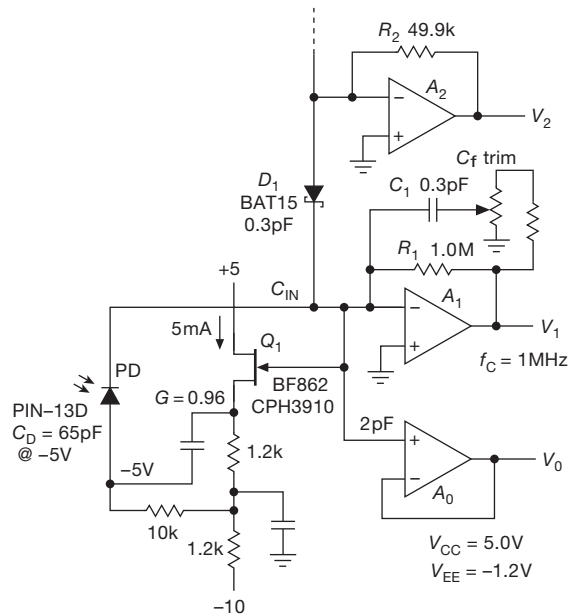 R2 49.9k
A2
−
+
V2
Cf trim
D1
BAT15
0.3pF
C1 0.3pF
R1 1.0M
+5
CIN
A1
−
+
V1
5mA
Q1
fC = 1MHz
PD
BF862
CPH3910
G = 0.96
PIN–13D
CD = 65pF
@ –5V
2pF
+
V0
−
A0
–5V
1.2k
10k
1.2k
VCC = 5.0V
VEE = –1.2V
–10